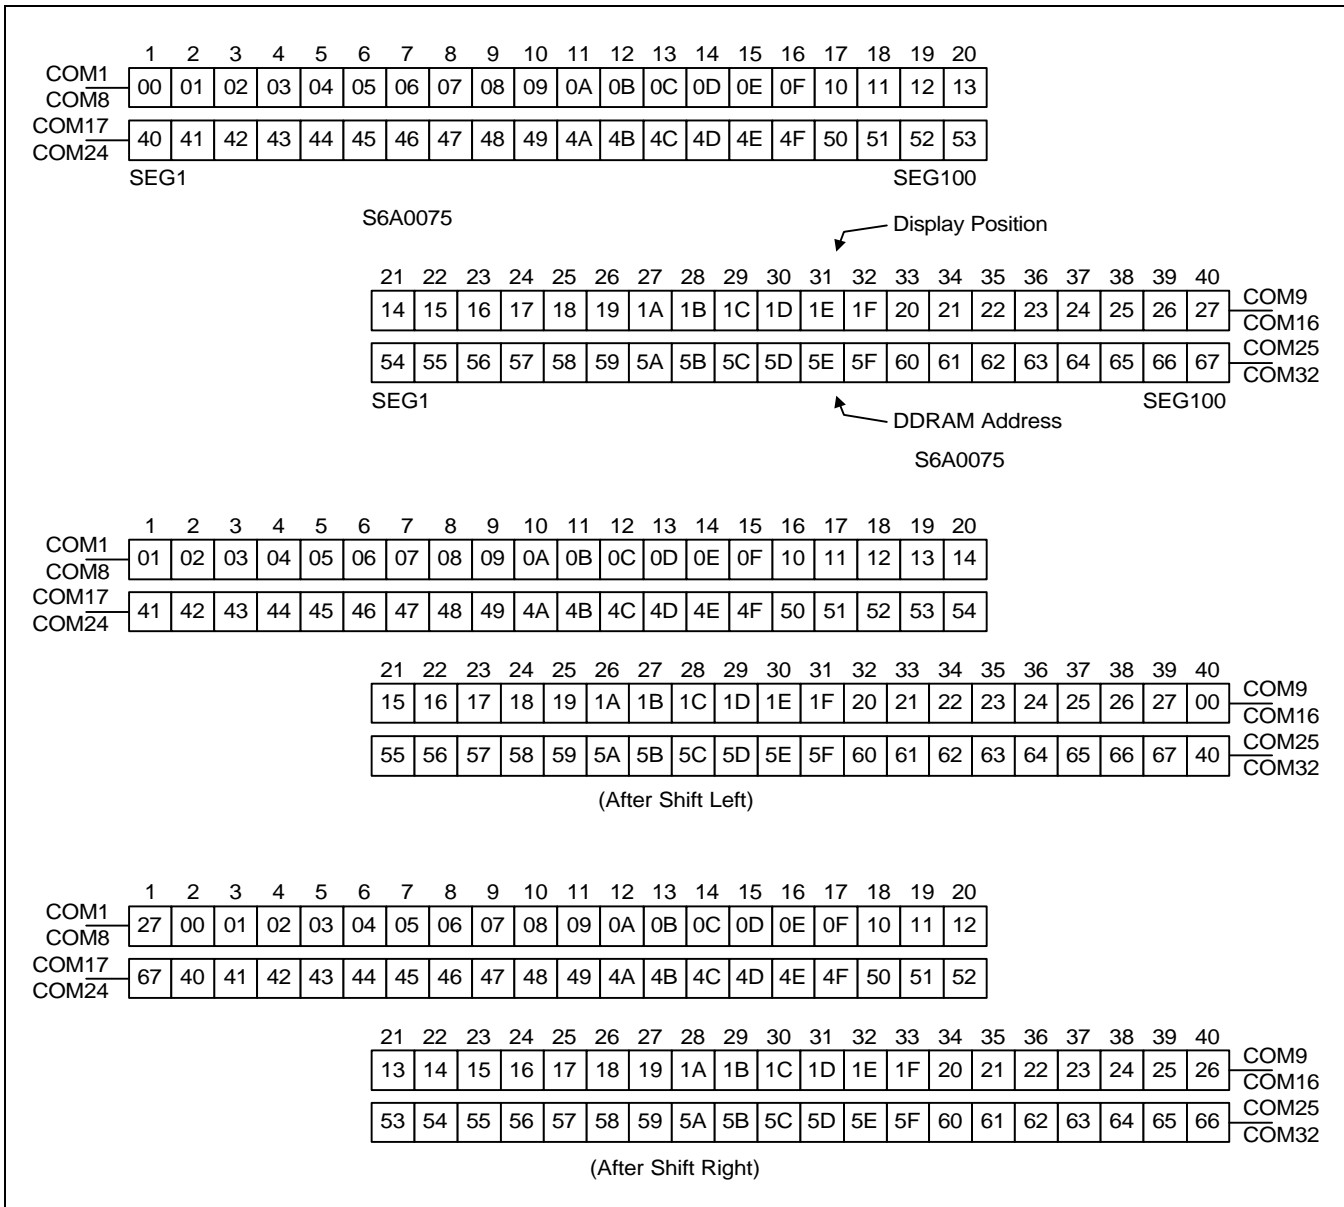 1 2 3 4 5 6 7 8 9 10 11 12 13 14 15 16 17 18 19 20
COM1
COM8
00 01 02 03 04 05 06 07 08 09 0A 0B 0C 0D 0E 0F 10 11 12 13
COM17
COM24
40 41 42 43 44 45 46 47 48 49 4A 4B 4C 4D 4E 4F 50 51 52 53
SEG1 SEG100
S6A0075
Display Position
21 22 23 24 25 26 27 28 29 30 31 32 33 34 35 36 37 38 39 40
14 15 16 17 18 19 1A 1B 1C 1D 1E 1F 20 21 22 23 24 25 26 27
COM9
COM16
54 55 56 57 58 59 5A 5B 5C 5D 5E 5F 60 61 62 63 64 65 66 67
COM25
COM32
SEG1 SEG100
DDRAM Address
S6A0075
1 2 3 4 5 6 7 8 9 10 11 12 13 14 15 16 17 18 19 20
COM1
COM8
01 02 03 04 05 06 07 08 09 0A 0B 0C 0D 0E 0F 10 11 12 13 14
COM17
COM24
41 42 43 44 45 46 47 48 49 4A 4B 4C 4D 4E 4F 50 51 52 53 54
21 22 23 24 25 26 27 28 29 30 31 32 33 34 35 36 37 38 39 40
15 16 17 18 19 1A 1B 1C 1D 1E 1F 20 21 22 23 24 25 26 27 00
COM9
COM16
55 56 57 58 59 5A 5B 5C 5D 5E 5F 60 61 62 63 64 65 66 67 40
COM25
COM32
(After Shift Left)
1 2 3 4 5 6 7 8 9 10 11 12 13 14 15 16 17 18 19 20
COM1
COM8
27 00 01 02 03 04 05 06 07 08 09 0A 0B 0C 0D 0E 0F 10 11 12
COM17
COM24
67 40 41 42 43 44 45 46 47 48 49 4A 4B 4C 4D 4E 4F 50 51 52
21 22 23 24 25 26 27 28 29 30 31 32 33 34 35 36 37 38 39 40
13 14 15 16 17 18 19 1A 1B 1C 1D 1E 1F 20 21 22 23 24 25 26
COM9
COM16
53 54 55 56 57 58 59 5A 5B 5C 5D 5E 5F 60 61 62 63 64 65 66
COM25
COM32
(After Shift Right)